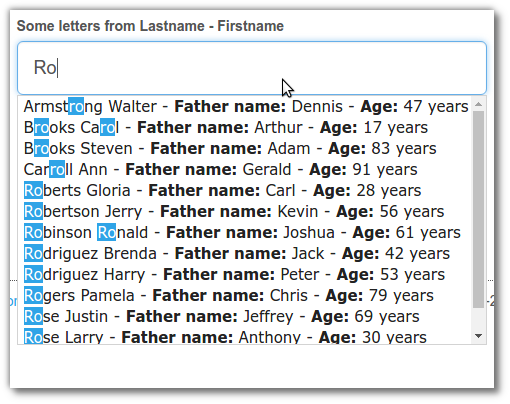 Some letters from Lastname - Firstname
Ro
Armstrong Walter - Father name: Dennis - Age: 47 years
Brooks Carol - Father name: Arthur - Age: 17 years
Brooks Steven - Father name: Adam - Age: 83 years
Carroll Ann - Father name: Gerald - Age: 91 years
Roberts Gloria - Father name: Carl - Age: 28 years
Robertson Jerry - Father name: Kevin - Age: 56 years
Robinson Ronald - Father name: Joshua - Age: 61 years
Rodriguez Brenda - Father name: Jack - Age: 42 years
Rodriguez Harry - Father name: Peter - Age: 53 years
Rogers Pamela - Father name: Chris - Age: 79 years
Rose Justin - Father name: Jeffrey - Age: 69 years
Rose Larry - Father name: Anthony - Age: 30 years